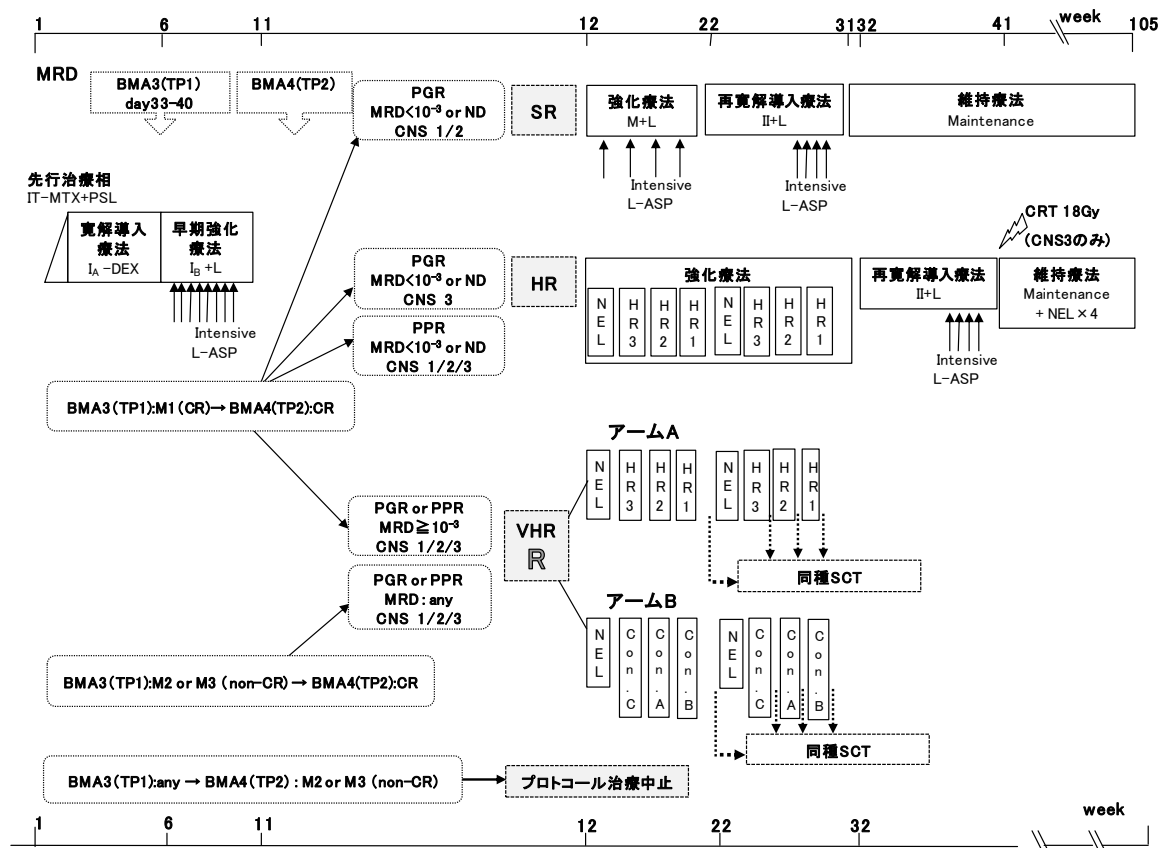 1 6 11 12 22 31 32 41 week 105
MRD
BMA3(TP1)
day33-40
BMA4(TP2)
PGR
MRD<10⁻³ or ND
CNS 1/2
SR
強化療法
M+L
再寛解導入療法
II+L
維持療法
Maintenance
Intensive
L-ASP
Intensive
L-ASP
先行治療相
IT-MTX+PSL
寛解導入
療法
I_A -DEX
早期強化
療法
I_B +L
Intensive
L-ASP
CRT 18Gy
(CNS3のみ)
PGR
MRD<10⁻³ or ND
CNS 3
HR
強化療法
NEL
HR3
HR2
HR1
NEL
HR3
HR2
HR1
再寛解導入療法
II+L
維持療法
Maintenance
+ NEL×4
Intensive
L-ASP
PPR
MRD<10⁻³ or ND
CNS 1/2/3
BMA3(TP1):M1(CR)→ BMA4(TP2):CR
アームA
NEL
HR3
HR2
HR1
NEL
HR3
HR2
HR1
同種SCT
PGR or PPR
MRD≧10⁻³
CNS 1/2/3
VHR
R
PGR or PPR
MRD:any
CNS 1/2/3
アームB
NEL
Con.C
Con.A
Con.B
NEL
Con.C
Con.A
Con.B
同種SCT
BMA3(TP1):M2 or M3 (non-CR)→ BMA4(TP2):CR
BMA3(TP1):any → BMA4(TP2) : M2 or M3 (non-CR)
プロトコール治療中止
week
1 6 11 12 22 32